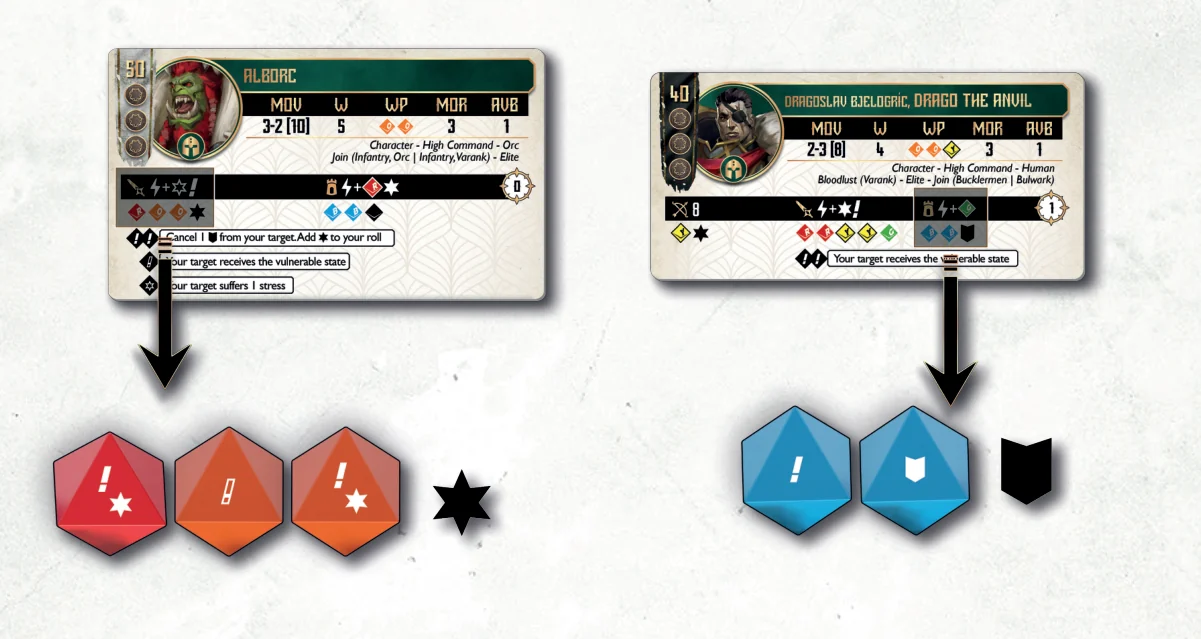 50
ALBORC
MOV W WP MOR AVB
3-2 [10] 5 3 1
Character - High Command - Orc
Join (Infantry, Orc | Infantry,Varank) - Elite
0
Cancel 1 from your target.Add to your roll
Your target receives the vulnerable state
Your target suffers 1 stress
40
DRAGOSLAV BJELOGRÍC, DRAGO THE ANVIL
MOV W WP MOR AVB
2-3 [8] 4 3 1
Character - High Command - Human
Bloodlust (Varank) - Elite - Join (Bucklermen | Bulwark)
8
1
Your target receives the vulnerable state